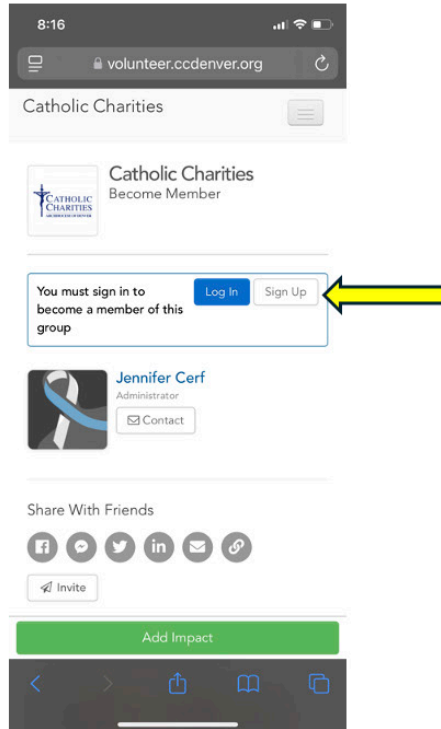 8:16
volunteer.ccdenver.org
Catholic Charities
Catholic Charities
Become Member
CATHOLIC
CHARITIES
You must sign in to
become a member of this
group
Log In
Sign Up
Jennifer Cerf
Administrator
Contact
Share With Friends
Invite
Add Impact